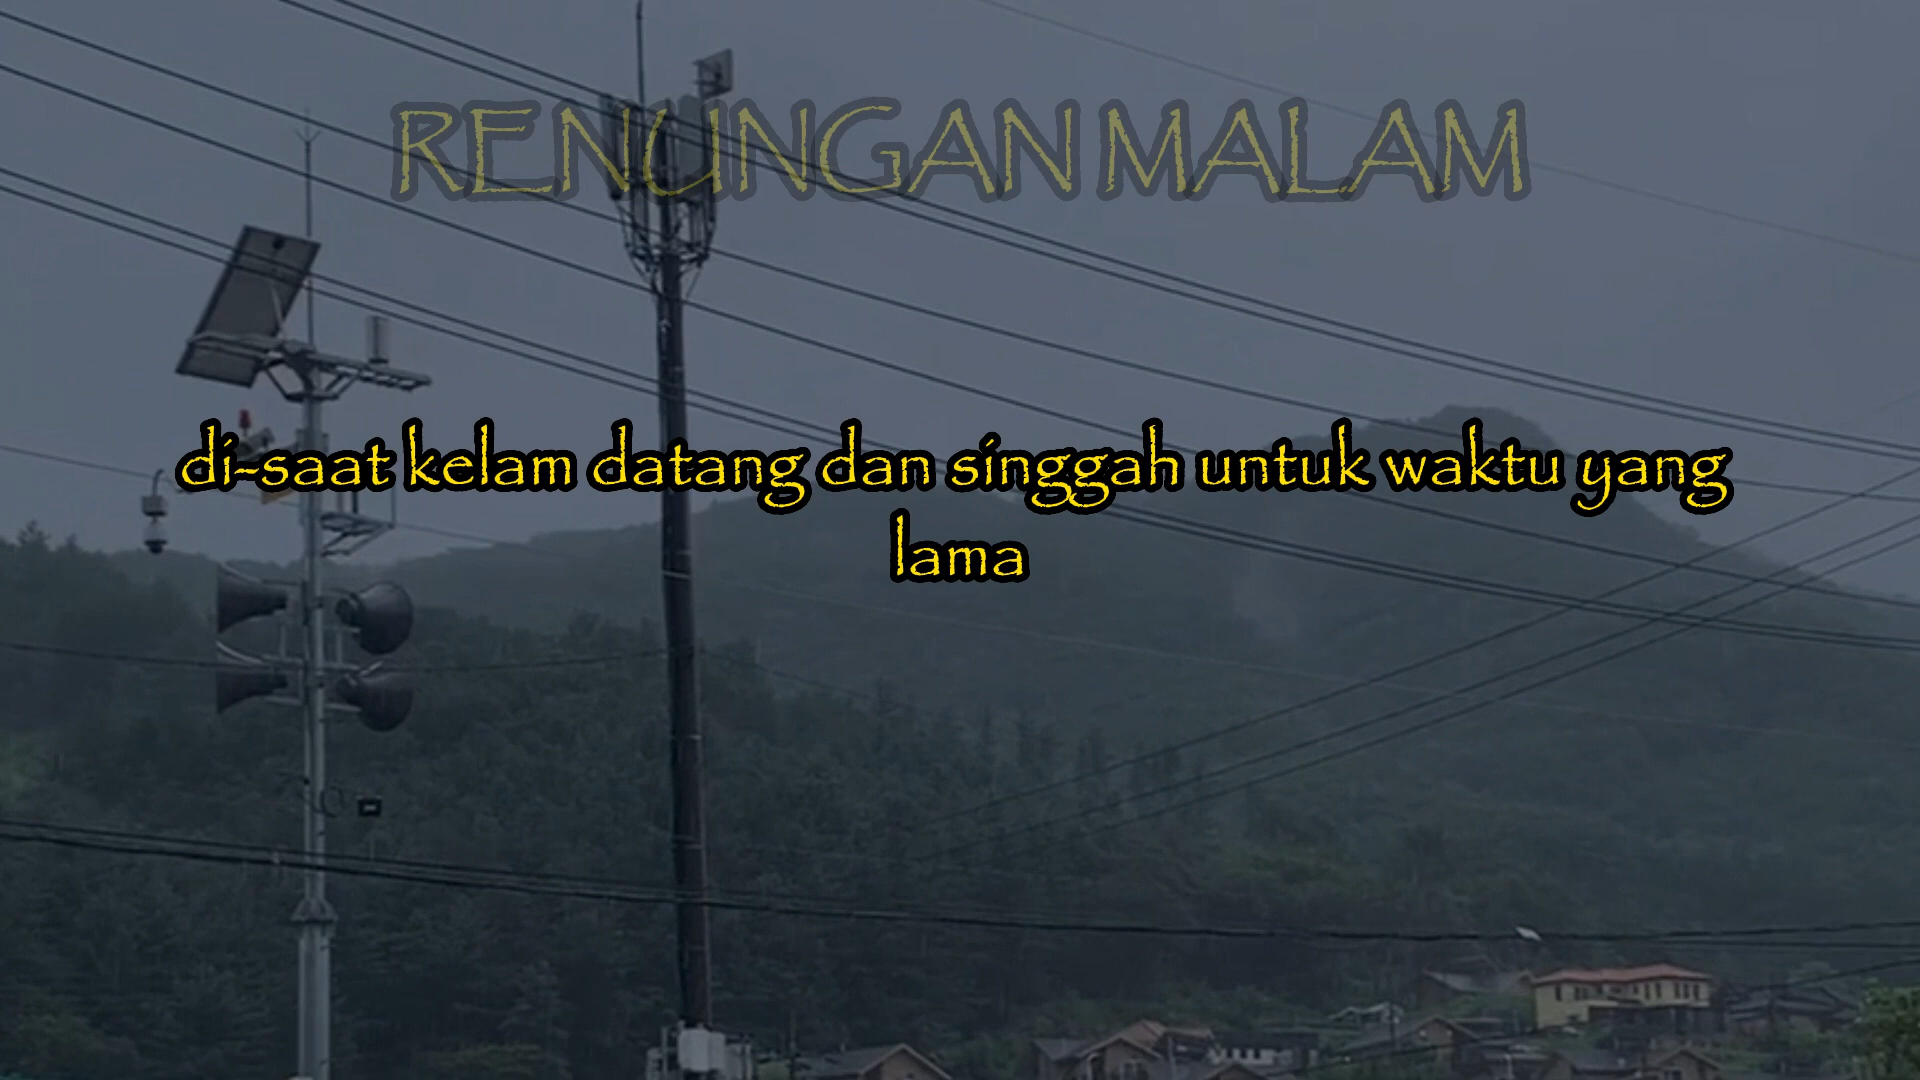 RENUNGAN MALAM
di-saat kelam datang dan singgah untuk waktu yang
lama